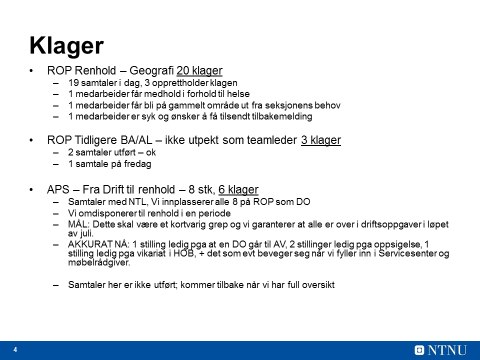 Klager
• ROP Renhold – Geografi 20 klager
– 19 samtaler i dag, 3 opprettholder klagen
– 1 medarbeider får medhold i forhold til helse
– 1 medarbeider får bli på gammelt område ut fra seksjonens behov
– 1 medarbeider er syk og ønsker å få tilsendt tilbakemelding
• ROP Tidligere BA/AL – ikke utpekt som teamleder 3 klager
– 2 samtaler utført – ok
– 1 samtale på fredag
• APS – Fra Drift til renhold – 8 stk, 6 klager
– Samtaler med NTL, Vi innplasserer alle 8 på ROP som DO
– Vi omdisponerer til renhold i en periode
– MÅL: Dette skal være et kortvarig grep og vi garanterer at alle er over i driftsoppgaver i løpet
av juli.
– AKKURAT NÅ: 1 stilling ledig pga at en DO går til AV, 2 stillinger ledig pga oppsigelse, 1
stilling ledig pga vikariat i HOB, + det som evt beveger seg når vi fyller inn i Servicesenter og
møbelrådgiver.
– Samtaler her er ikke utført; kommer tilbake når vi har full oversikt
4
NTNU